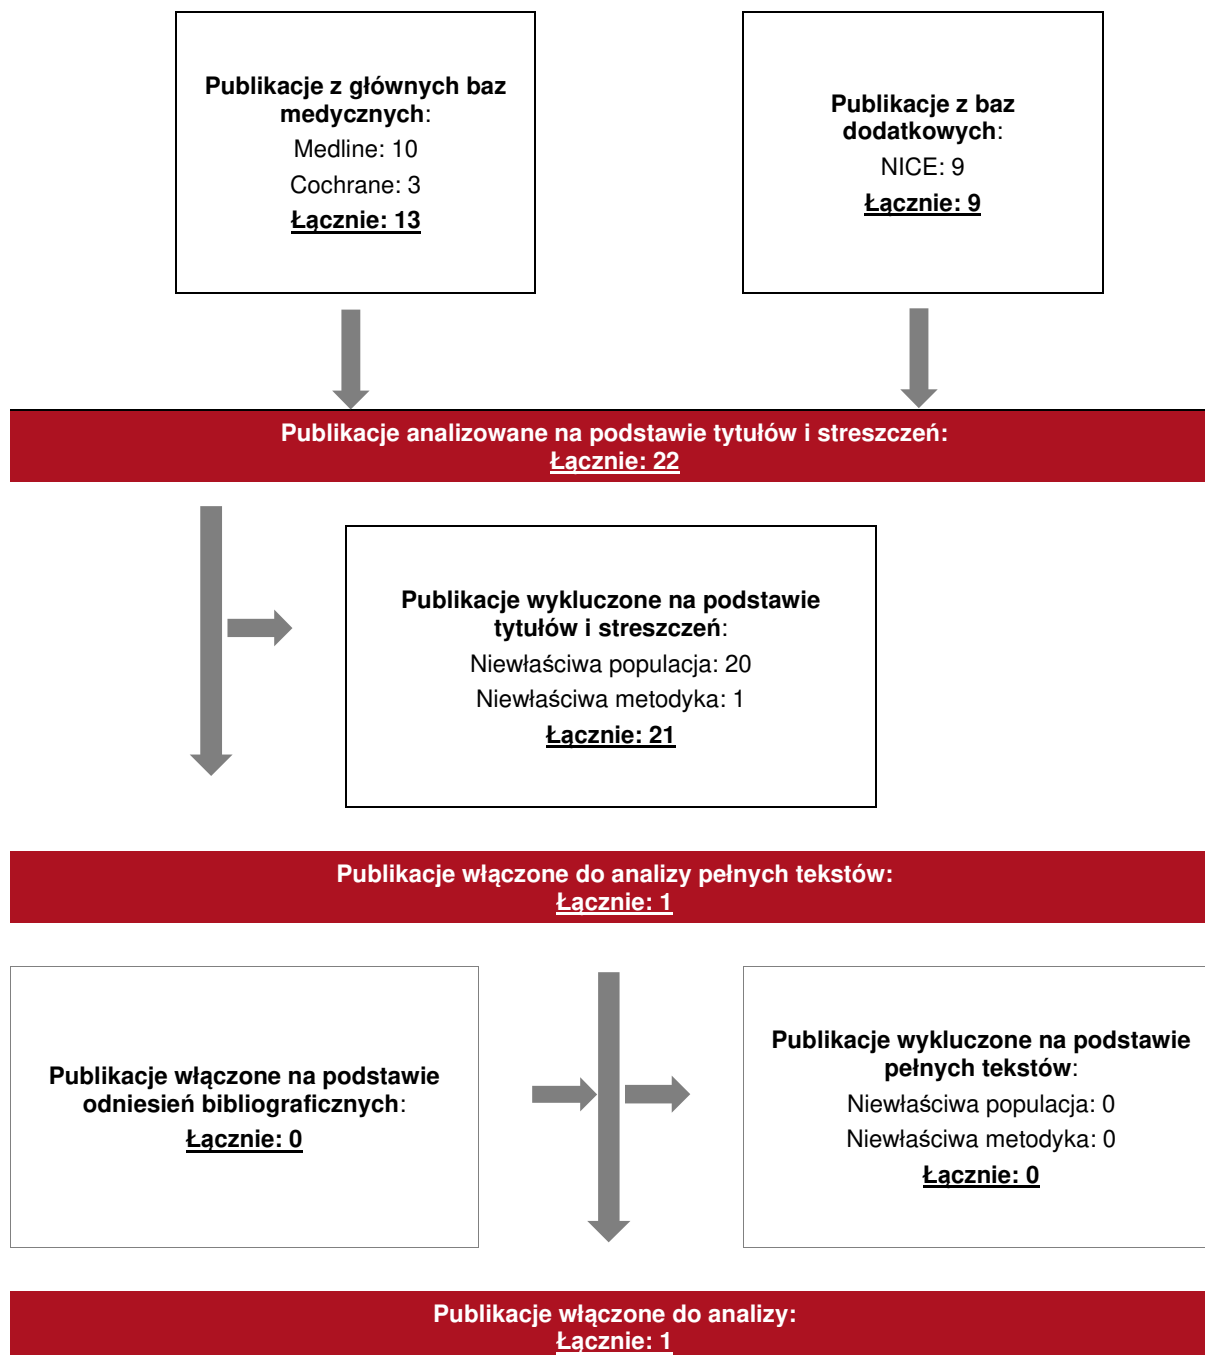 Publikacje z głównych baz
medycznych:
Medline: 10
Cochrane: 3
Łącznie: 13
Publikacje z baz
dodatkowych:
NICE: 9
Łącznie: 9
Publikacje analizowane na podstawie tytułów i streszczeń:
Łącznie: 22
Publikacje wykluczone na podstawie
tytułów i streszczeń:
Niewłaściwa populacja: 20
Niewłaściwa metodyka: 1
Łącznie: 21
Publikacje włączone do analizy pełnych tekstów:
Łącznie: 1
Publikacje włączone na podstawie
odniesień bibliograficznych:
Łącznie: 0
Publikacje wykluczone na podstawie
pełnych tekstów:
Niewłaściwa populacja: 0
Niewłaściwa metodyka: 0
Łącznie: 0
Publikacje włączone do analizy:
Łącznie: 1